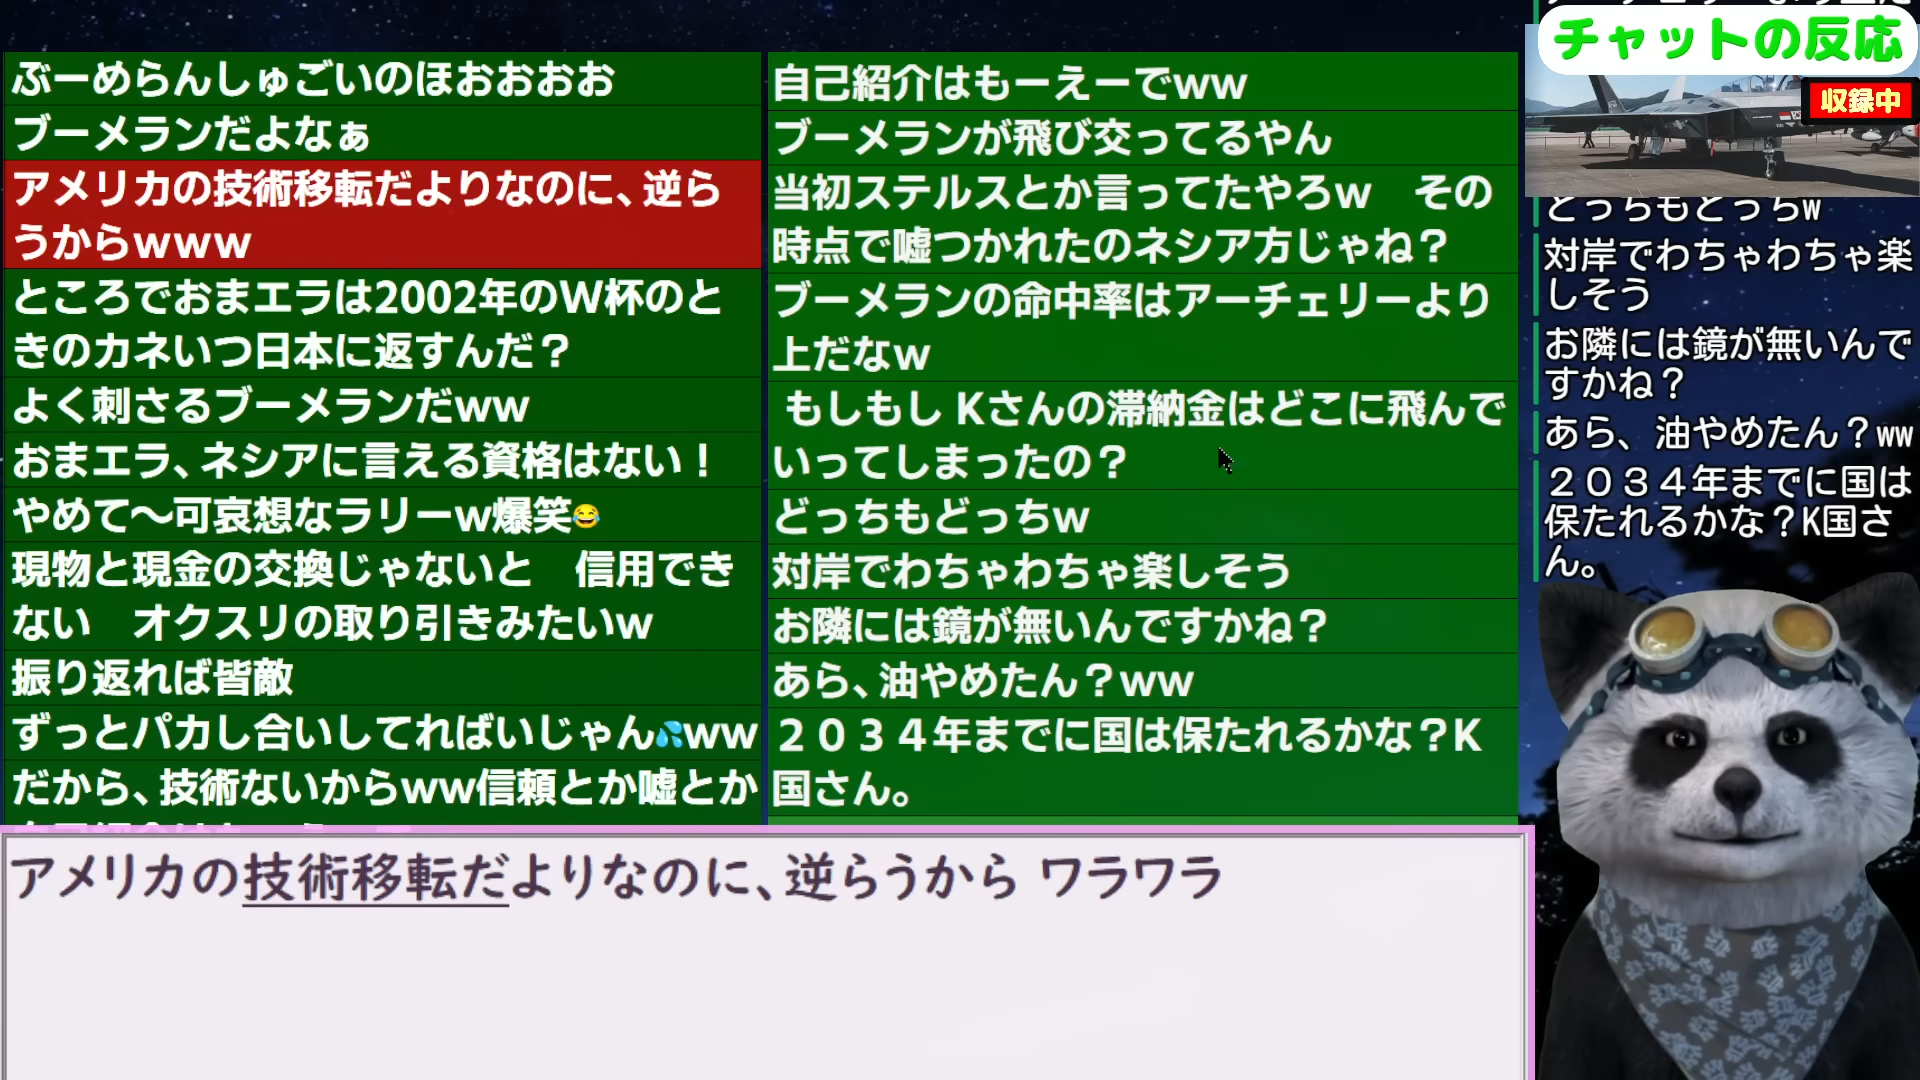 ぶーめらんしゅごいのほおおおお
ブーメランだよなぁ
アメリカの技術移転だよりなのに、逆ら
うからwww
ところでおまエラは2002年のW杯のと
きのカネいつ日本に返すんだ？
よく刺さるブーメランだww
おまエラ、ネシアに言える資格はない！
やめて～可哀想なラリーw爆笑😂
現物と現金の交換じゃないと　信用でき
ない　オクスリの取り引きみたいw
振り返れば皆敵
ずっとパカし合いしてればいじゃん💦ww
だから、技術ないからww信頼とか嘘とか
自己紹介はもーえーでww
ブーメランが飛び交ってるやん
当初ステルスとか言ってたやろw　その
時点で嘘つかれたのネシア方じゃね？
ブーメランの命中率はアーチェリーより
上だなw
もしもし Kさんの滞納金はどこに飛んで
いってしまったの？
どっちもどっちw
対岸でわちゃわちゃ楽しそう
お隣には鏡が無いんですかね？
あら、油やめたん？ww
２０３４年までに国は保たれるかな？K
国さん。
チャットの反応
収録中
どっちもどっちw
対岸でわちゃわちゃ楽
しそう
お隣には鏡が無いんで
すかね？
あら、油やめたん？ww
２０３４年までに国は
保たれるかな？K国さ
ん。
アメリカの技術移転だよりなのに、逆らうから ワラワラ